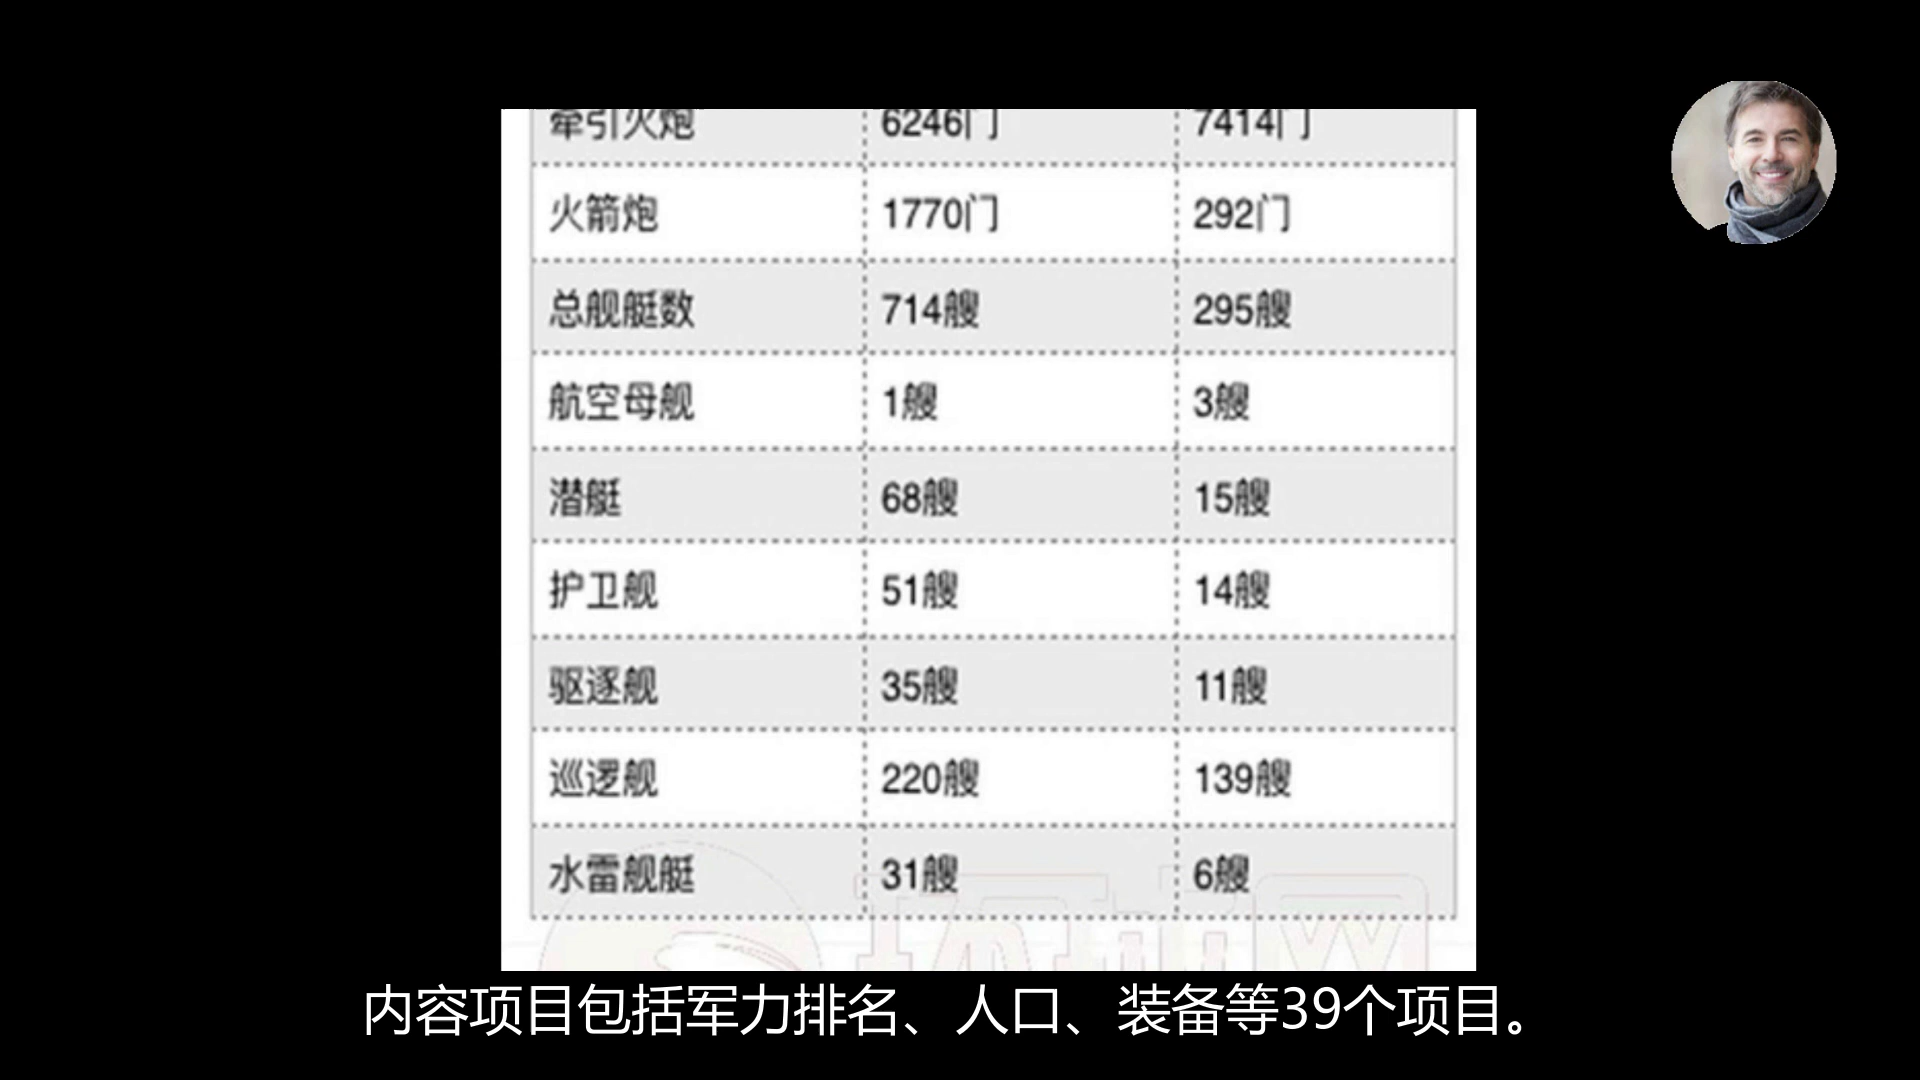 牵引火炮 6246门 7414门
火箭炮 1770门 292门
总舰艇数 714艘 295艘
航空母舰 1艘 3艘
潜艇 68艘 15艘
护卫舰 51艘 14艘
驱逐舰 35艘 11艘
巡逻舰 220艘 139艘
水雷舰艇 31艘 6艘
内容项目包括军力排名、人口、装备等39个项目。